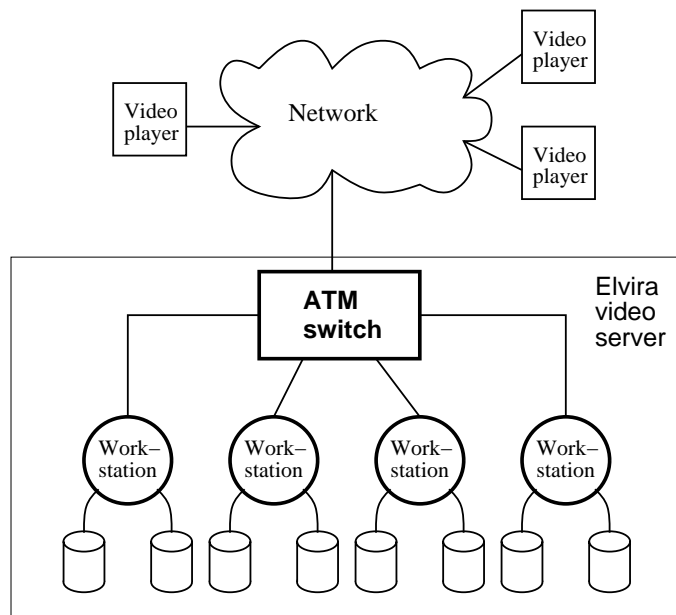 Video
player
Video
player
Network
Video
player
ATM
switch
Elvira
video
server
Work–
station
Work–
station
Work–
station
Work–
station